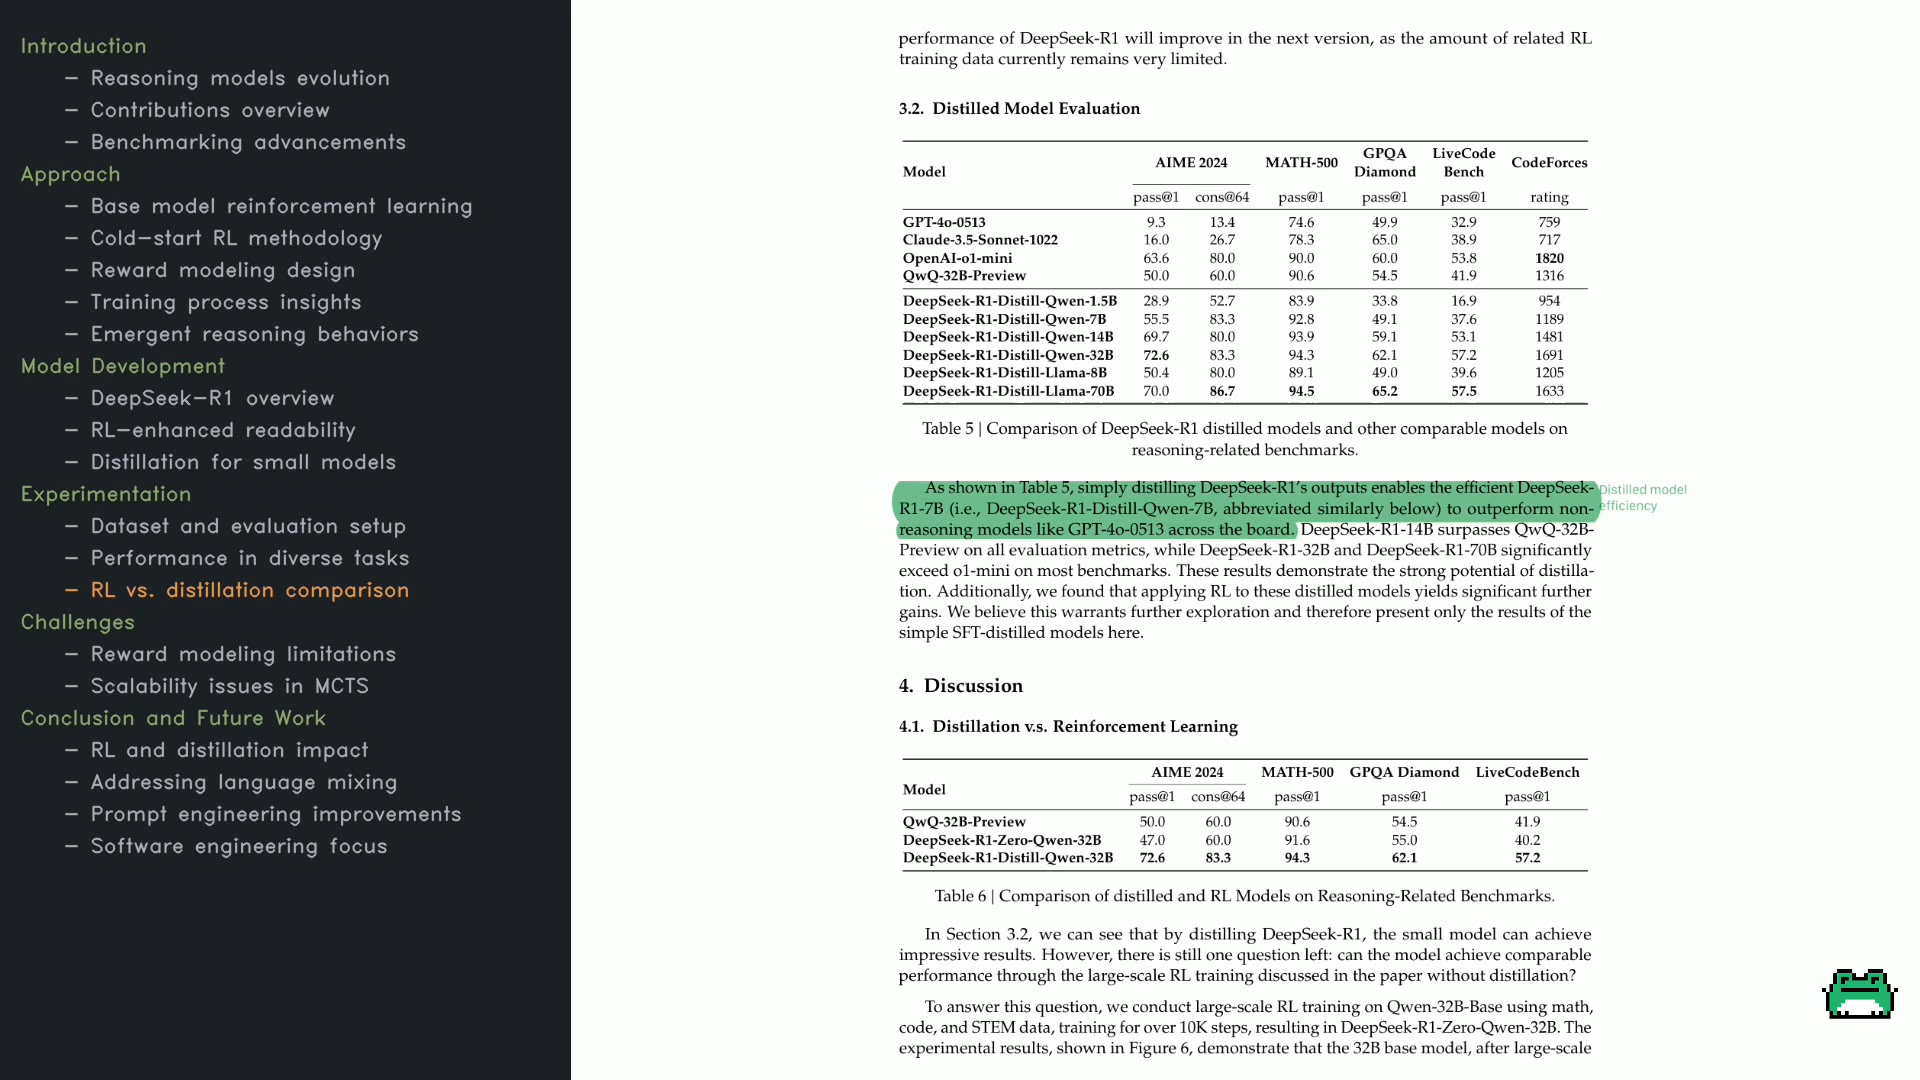 Introduction
– Reasoning models evolution
– Contributions overview
– Benchmarking advancements
Approach
– Base model reinforcement learning
– Cold–start RL methodology
– Reward modeling design
– Training process insights
– Emergent reasoning behaviors
Model Development
– DeepSeek–R1 overview
– RL–enhanced readability
– Distillation for small models
Experimentation
– Dataset and evaluation setup
– Performance in diverse tasks
– RL vs. distillation comparison
Challenges
– Reward modeling limitations
– Scalability issues in MCTS
Conclusion and Future Work
– RL and distillation impact
– Addressing language mixing
– Prompt engineering improvements
– Software engineering focus
performance of DeepSeek-R1 will improve in the next version, as the amount of related RL
training data currently remains very limited.
3.2. Distilled Model Evaluation
Model AIME 2024 MATH-500 GPQA Diamond LiveCode Bench CodeForces
pass@1 cons@64 pass@1 pass@1 pass@1 rating
GPT-4o-0513 9.3 13.4 74.6 49.9 32.9 759
Claude-3.5-Sonnet-1022 16.0 26.7 78.3 65.0 38.9 717
OpenAI-o1-mini 63.6 80.0 90.0 60.0 53.8 1820
QwQ-32B-Preview 50.0 60.0 90.6 54.5 41.9 1316
DeepSeek-R1-Distill-Qwen-1.5B 28.9 52.7 83.9 33.8 16.9 954
DeepSeek-R1-Distill-Qwen-7B 55.5 83.3 92.8 49.1 37.6 1189
DeepSeek-R1-Distill-Qwen-14B 69.7 80.0 93.9 59.1 53.1 1481
DeepSeek-R1-Distill-Qwen-32B 72.6 83.3 94.3 62.1 57.2 1691
DeepSeek-R1-Distill-Llama-8B 50.4 80.0 89.1 49.0 39.6 1205
DeepSeek-R1-Distill-Llama-70B 70.0 86.7 94.5 65.2 57.5 1633
Table 5 | Comparison of DeepSeek-R1 distilled models and other comparable models on
reasoning-related benchmarks.
As shown in Table 5, simply distilling DeepSeek-R1's outputs enables the efficient DeepSeek-
R1-7B (i.e., DeepSeek-R1-Distill-Qwen-7B, abbreviated similarly below) to outperform non-
reasoning models like GPT-4o-0513 across the board. DeepSeek-R1-14B surpasses QwQ-32B-
Preview on all evaluation metrics, while DeepSeek-R1-32B and DeepSeek-R1-70B significantly
exceed o1-mini on most benchmarks. These results demonstrate the strong potential of distilla-
tion. Additionally, we found that applying RL to these distilled models yields significant further
gains. We believe this warrants further exploration and therefore present only the results of the
simple SFT-distilled models here.
Distilled model
efficiency
4. Discussion
4.1. Distillation v.s. Reinforcement Learning
Model AIME 2024 MATH-500 GPQA Diamond LiveCodeBench
pass@1 cons@64 pass@1 pass@1 pass@1
QwQ-32B-Preview 50.0 60.0 90.6 54.5 41.9
DeepSeek-R1-Zero-Qwen-32B 47.0 60.0 91.6 55.0 40.2
DeepSeek-R1-Distill-Qwen-32B 72.6 83.3 94.3 62.1 57.2
Table 6 | Comparison of distilled and RL Models on Reasoning-Related Benchmarks.
In Section 3.2, we can see that by distilling DeepSeek-R1, the small model can achieve
impressive results. However, there is still one question left: can the model achieve comparable
performance through the large-scale RL training discussed in the paper without distillation?
To answer this question, we conduct large-scale RL training on Qwen-32B-Base using math,
code, and STEM data, training for over 10K steps, resulting in DeepSeek-R1-Zero-Qwen-32B. The
experimental results, shown in Figure 6, demonstrate that the 32B base model, after large-scale